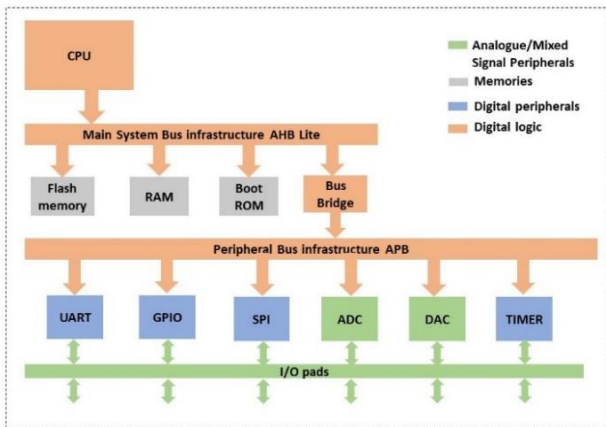 CPU
Analogue/Mixed
Signal Peripherals
Memories
Digital peripherals
Digital logic
Main System Bus infrastructure AHB Lite
Flash
memory
RAM
Boot
ROM
Bus
Bridge
Peripheral Bus infrastructure APB
UART
GPIO
SPI
ADC
DAC
TIMER
I/O pads